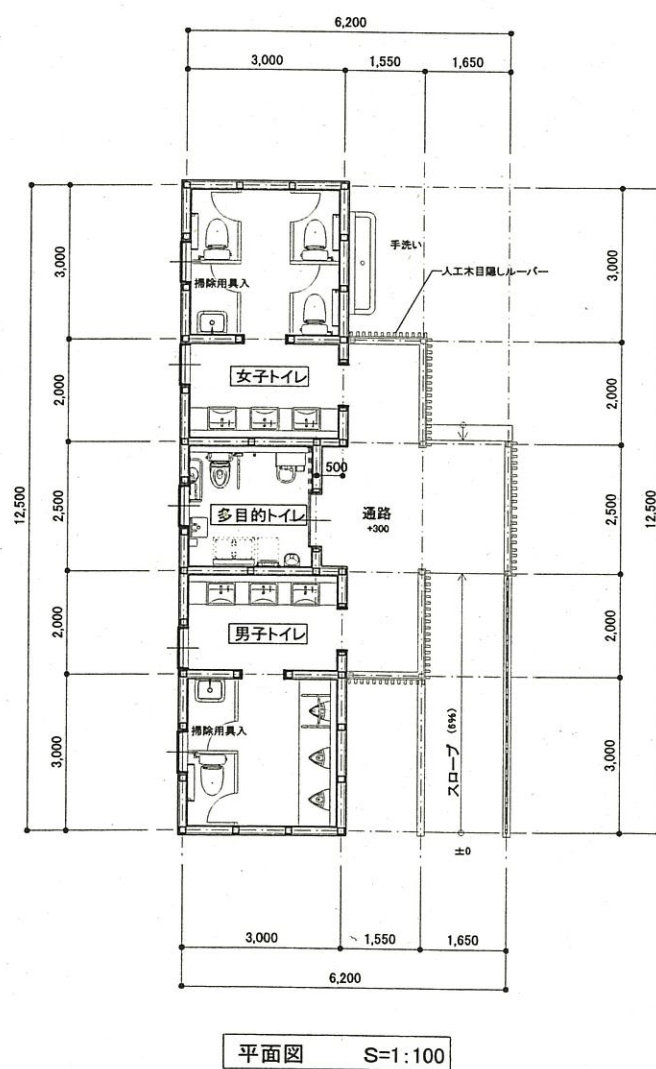 6,200
3,000 1,550 1,650
手洗い
人工木目隠しルーバー
掃除用具入
3,000
3,000
女子トイレ
2,000
2,000
500
12,500
2,500
多目的トイレ
通路
+300
2,500
12,500
男子トイレ
2,000
2,000
掃除用具入
3,000
スロープ (6%)
3,000
±0
3,000 1,550 1,650
6,200
平面図 S=1:100